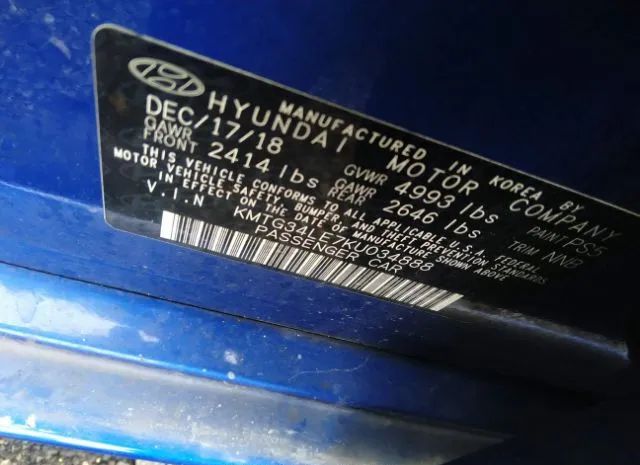 MANUFACTURED IN KOREA BY
HYUNDAI MOTOR COMPANY
DEC/17/18 GVWR 4993 lbs PAINT PS5
GAWR FRONT 2414 lbs GAWR REAR 2646 lbs TRIM NNB
THIS VEHICLE CONFORMS TO ALL APPLICABLE U.S.A. FEDERAL
MOTOR VEHICLE SAFETY, BUMPER, AND THEFT PREVENTION STANDARDS
IN EFFECT ON THE DATE OF MANUFACTURE SHOWN ABOVE
V.I.N KMTG34LE7KU034888
PASSENGER CAR